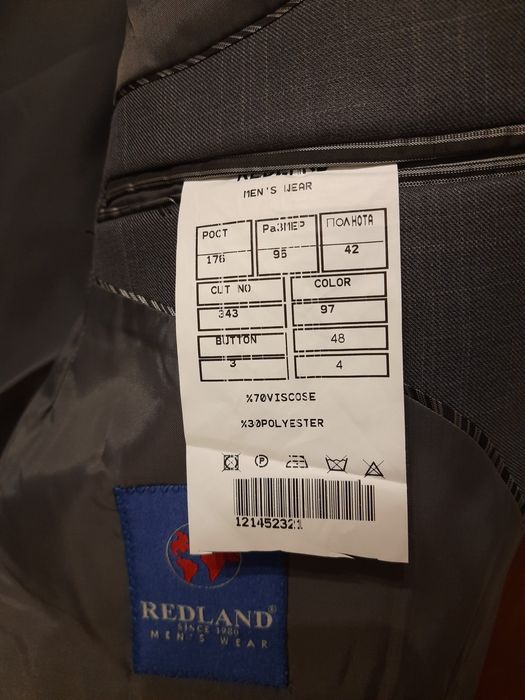 REDLAND
MEN'S WEAR
РОСТ РаЗМЕР ПОЛНОТА
176 96 42
CUT NO COLOR
343 97
BUTTON 48
3 4
%70VISCOSE
%30POLYESTER
121452321
REDLAND®
SINCE 1980
MEN'S WEAR